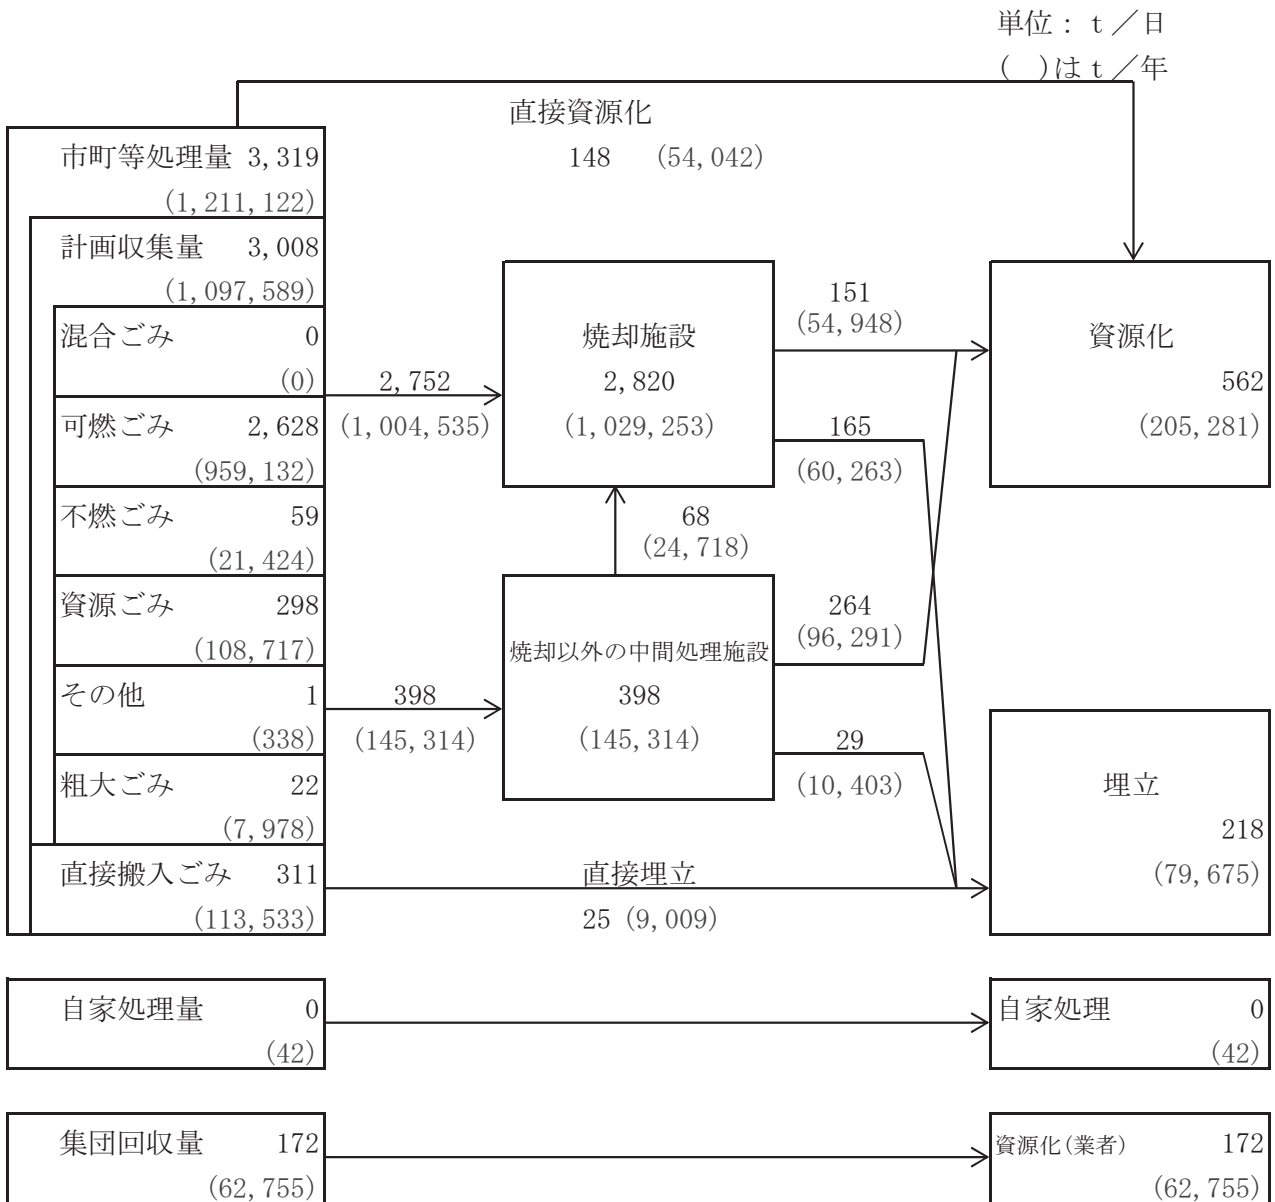 単位：ｔ／日
(　)はｔ／年
直接資源化
148　(54,042)
市町等処理量 3,319
(1,211,122)
計画収集量 3,008
(1,097,589)
混合ごみ 0
(0)
可燃ごみ 2,628
(959,132)
不燃ごみ 59
(21,424)
資源ごみ 298
(108,717)
その他 1
(338)
粗大ごみ 22
(7,978)
直接搬入ごみ 311
(113,533)
2,752
(1,004,535)
398
(145,314)
焼却施設
2,820
(1,029,253)
68
(24,718)
焼却以外の中間処理施設
398
(145,314)
直接埋立
25 (9,009)
151
(54,948)
165
(60,263)
264
(96,291)
29
(10,403)
資源化
562
(205,281)
埋立
218
(79,675)
自家処理量 0
(42)
自家処理 0
(42)
集団回収量 172
(62,755)
資源化(業者) 172
(62,755)